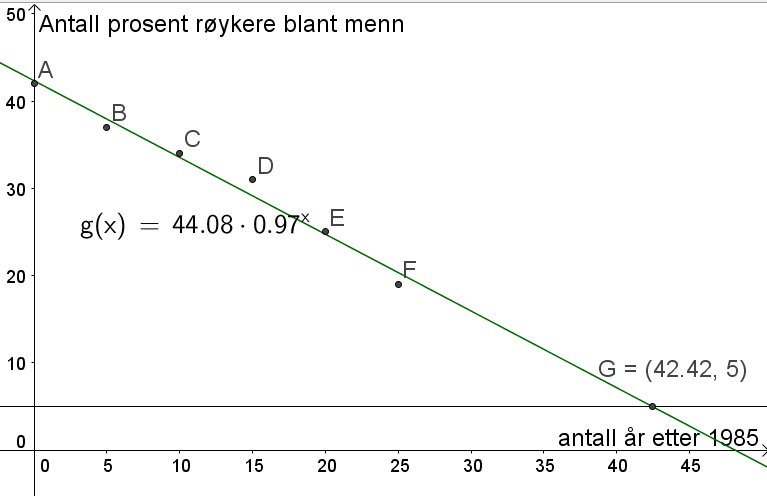 50
Antall prosent røykere blant menn
A
40
B
C
D
30
g(x) = 44.08 · 0.97ˣ
E
20
F
10
G = (42.42, 5)
0
antall år etter 1985
0 5 10 15 20 25 30 35 40 45